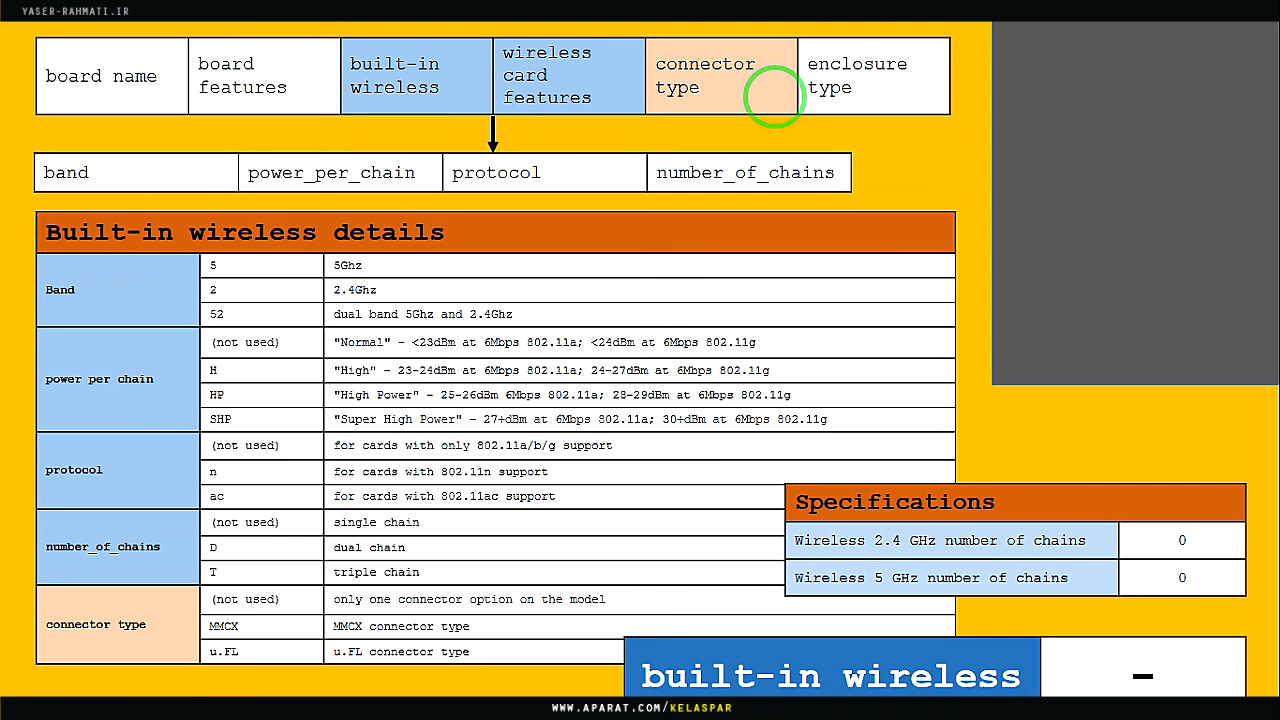 YASER-RAHMATI.IR
board name
board
features
built-in
wireless
wireless
card
features
connector
type
enclosure
type
band
power_per_chain
protocol
number_of_chains
Built-in wireless details
Band
5
5Ghz
2
2.4Ghz
52
dual band 5Ghz and 2.4Ghz
power per chain
(not used)
"Normal" - <23dBm at 6Mbps 802.11a; <24dBm at 6Mbps 802.11g
H
"High" - 23-24dBm at 6Mbps 802.11a; 24-27dBm at 6Mbps 802.11g
HP
"High Power" - 25-26dBm 6Mbps 802.11a; 28-29dBm at 6Mbps 802.11g
SHP
"Super High Power" - 27+dBm at 6Mbps 802.11a; 30+dBm at 6Mbps 802.11g
protocol
(not used)
for cards with only 802.11a/b/g support
n
for cards with 802.11n support
ac
for cards with 802.11ac support
number_of_chains
(not used)
single chain
D
dual chain
T
triple chain
connector type
(not used)
only one connector option on the model
MMCX
MMCX connector type
u.FL
u.FL connector type
Specifications
Wireless 2.4 GHz number of chains
0
Wireless 5 GHz number of chains
0
built-in wireless
-
WWW.APARAT.COM/KELASPAR